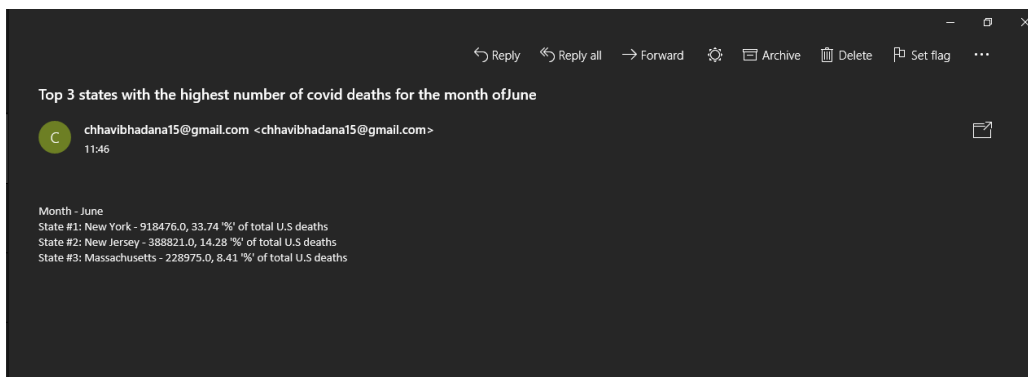 Reply Reply all Forward Archive Delete Set flag ...
Top 3 states with the highest number of covid deaths for the month ofJune
C
chhavibhadana15@gmail.com <chhavibhadana15@gmail.com>
11:46
Month - June
State #1: New York - 918476.0, 33.74 '%' of total U.S deaths
State #2: New Jersey - 388821.0, 14.28 '%' of total U.S deaths
State #3: Massachusetts - 228975.0, 8.41 '%' of total U.S deaths